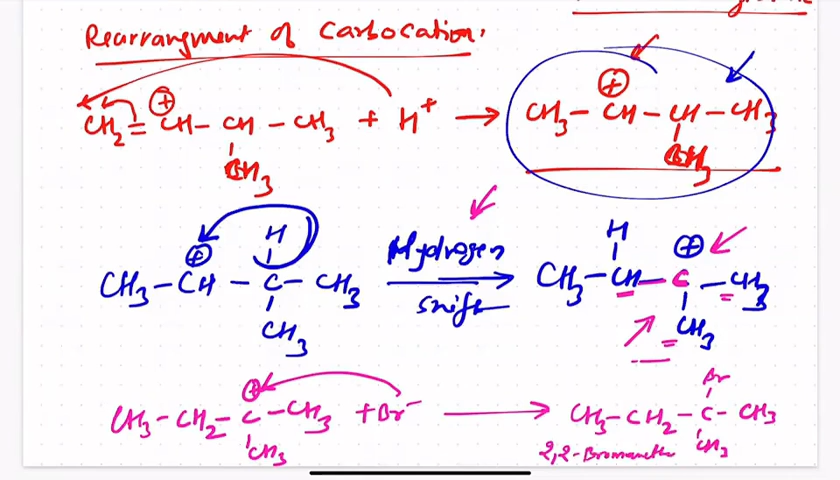 Rearrangment of Carbocation,
CH₂ = CH – CH – CH₃ + H⁺ → CH₃ – CH – CH – CH₃
⊕ ⊕
CH₃ CH₃
H Hydrogen H ⊕
CH₃ – CH – C – CH₃ → CH₃ – CH – C – CH₃
⊕ shift
CH₃ CH₃
⊕ Br
CH₃ – CH₂ – C – CH₃ + Br⁻ → CH₃ – CH₂ – C – CH₃
CH₃ CH₃